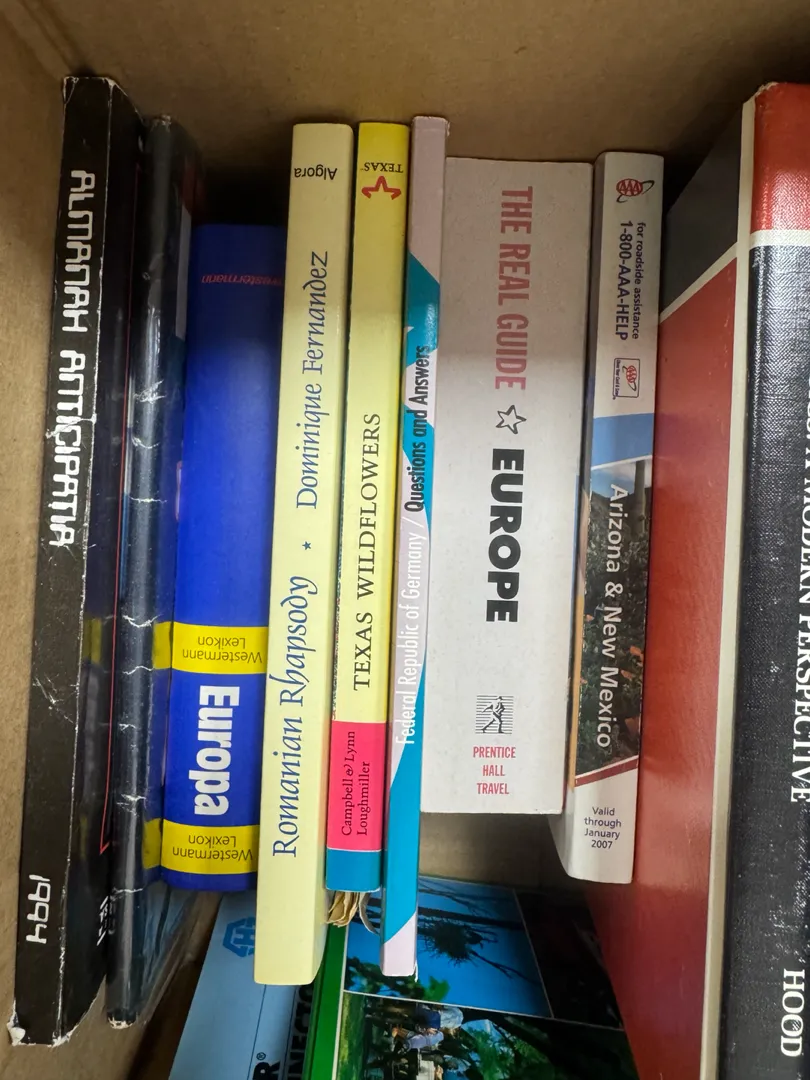 ALMANAH ANTICIPATIA
1994
westermann
Westermann
Lexikon
Europa
Westermann
Lexikon
Algora
Romanian Rhapsody * Dominique Fernandez
TEXAS
TEXAS WILDFLOWERS
Campbell & Lynn
Loughmiller
Federal Republic of Germany / Questions and Answers
THE REAL GUIDE
EUROPE
PRENTICE
HALL
TRAVEL
AAA
for roadside assistance
1-800-AAA-HELP
AAA
Arizona & New Mexico
Valid
through
January
2007
MODERN PERSPECTIVE
HOOD